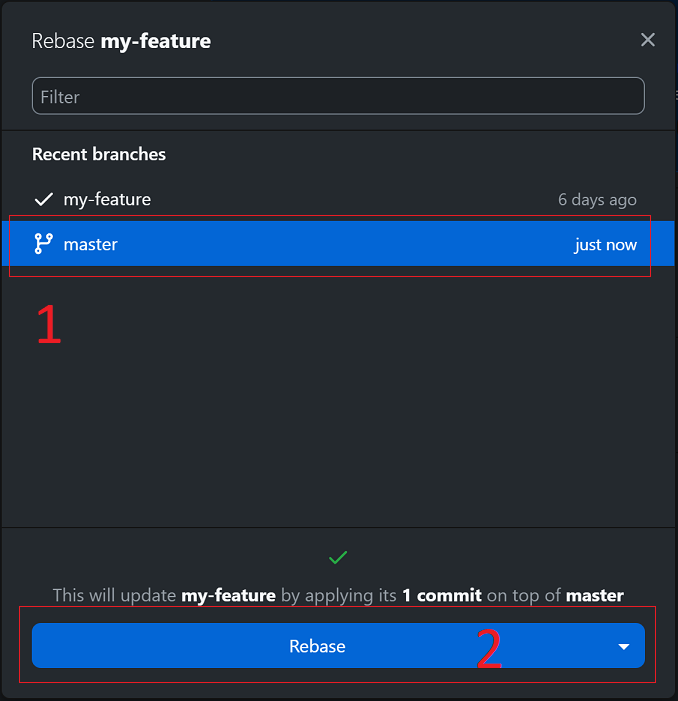 Rebase my-feature
Filter
Recent branches
my-feature 6 days ago
master just now
1
This will update my-feature by applying its 1 commit on top of master
Rebase 2